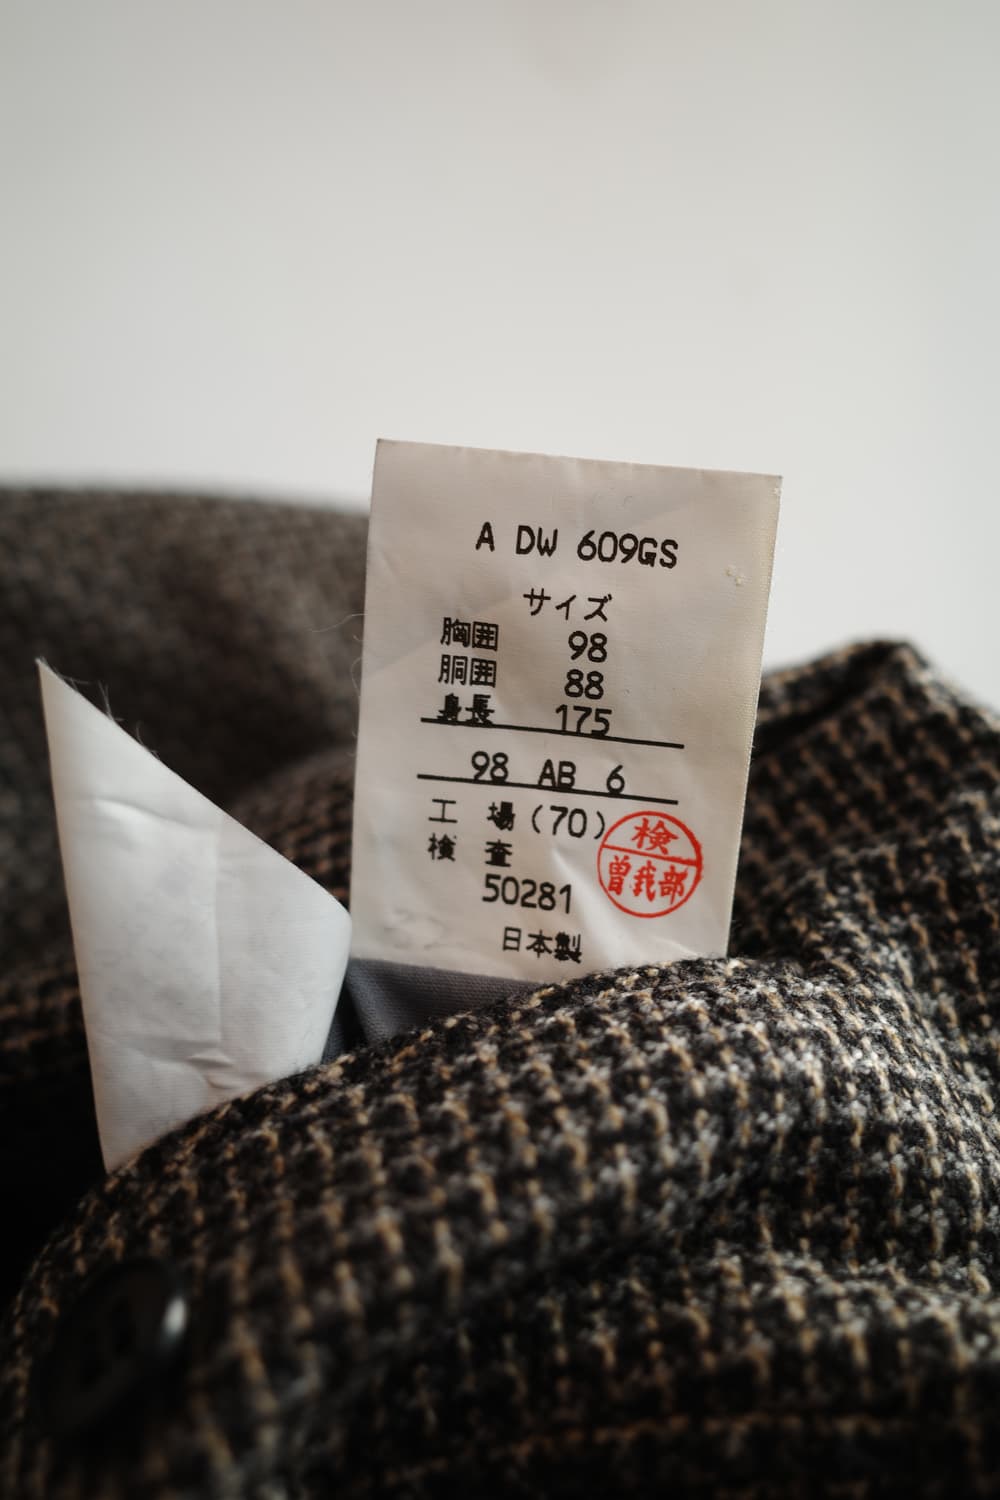 A DW 609GS
サイズ
胸囲 98
胴囲 88
身長 175
98 AB 6
工 場(70)
検 査
50281
日本製
検
曽我部